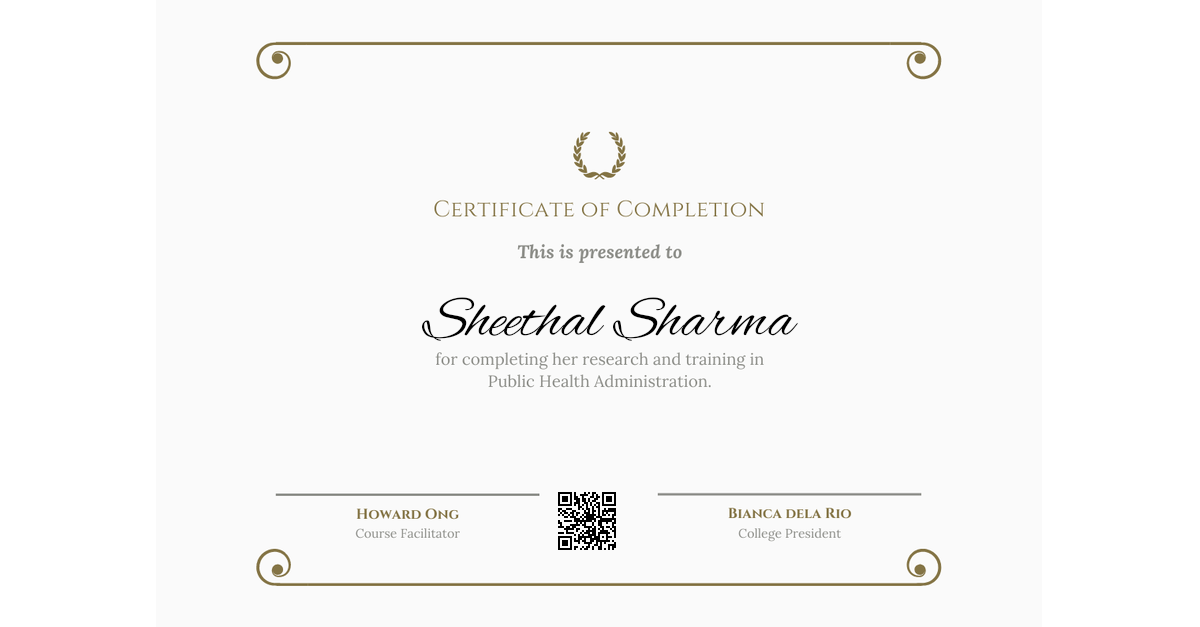 Certificate of Completion
This is presented to
Sheethal Sharma
for completing her research and training in
Public Health Administration.
Howard Ong
Course Facilitator
Bianca dela Rio
College President